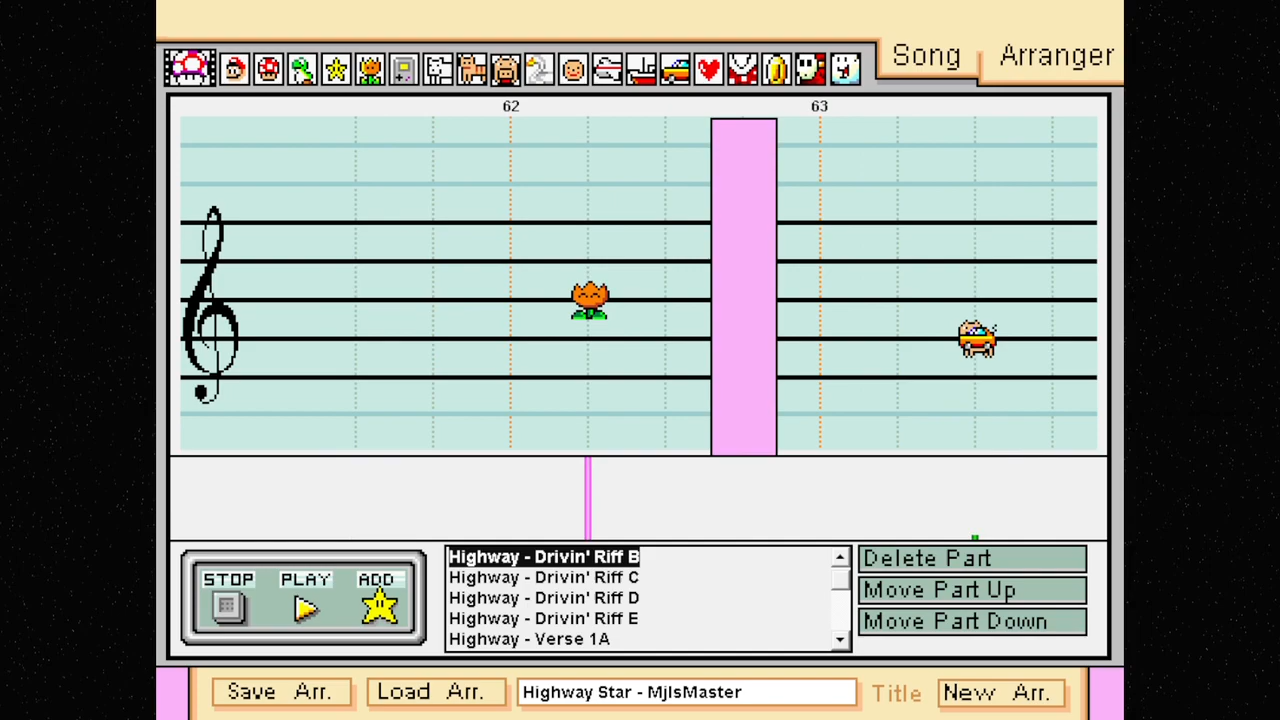 Song
Arranger
62
63
STOP
PLAY
ADD
Highway - Drivin' Riff B
Highway - Drivin' Riff C
Highway - Drivin' Riff D
Highway - Drivin' Riff E
Highway - Verse 1A
Delete Part
Move Part Up
Move Part Down
Save Arr.
Load Arr.
Highway Star - MjlsMaster
Title
New Arr.